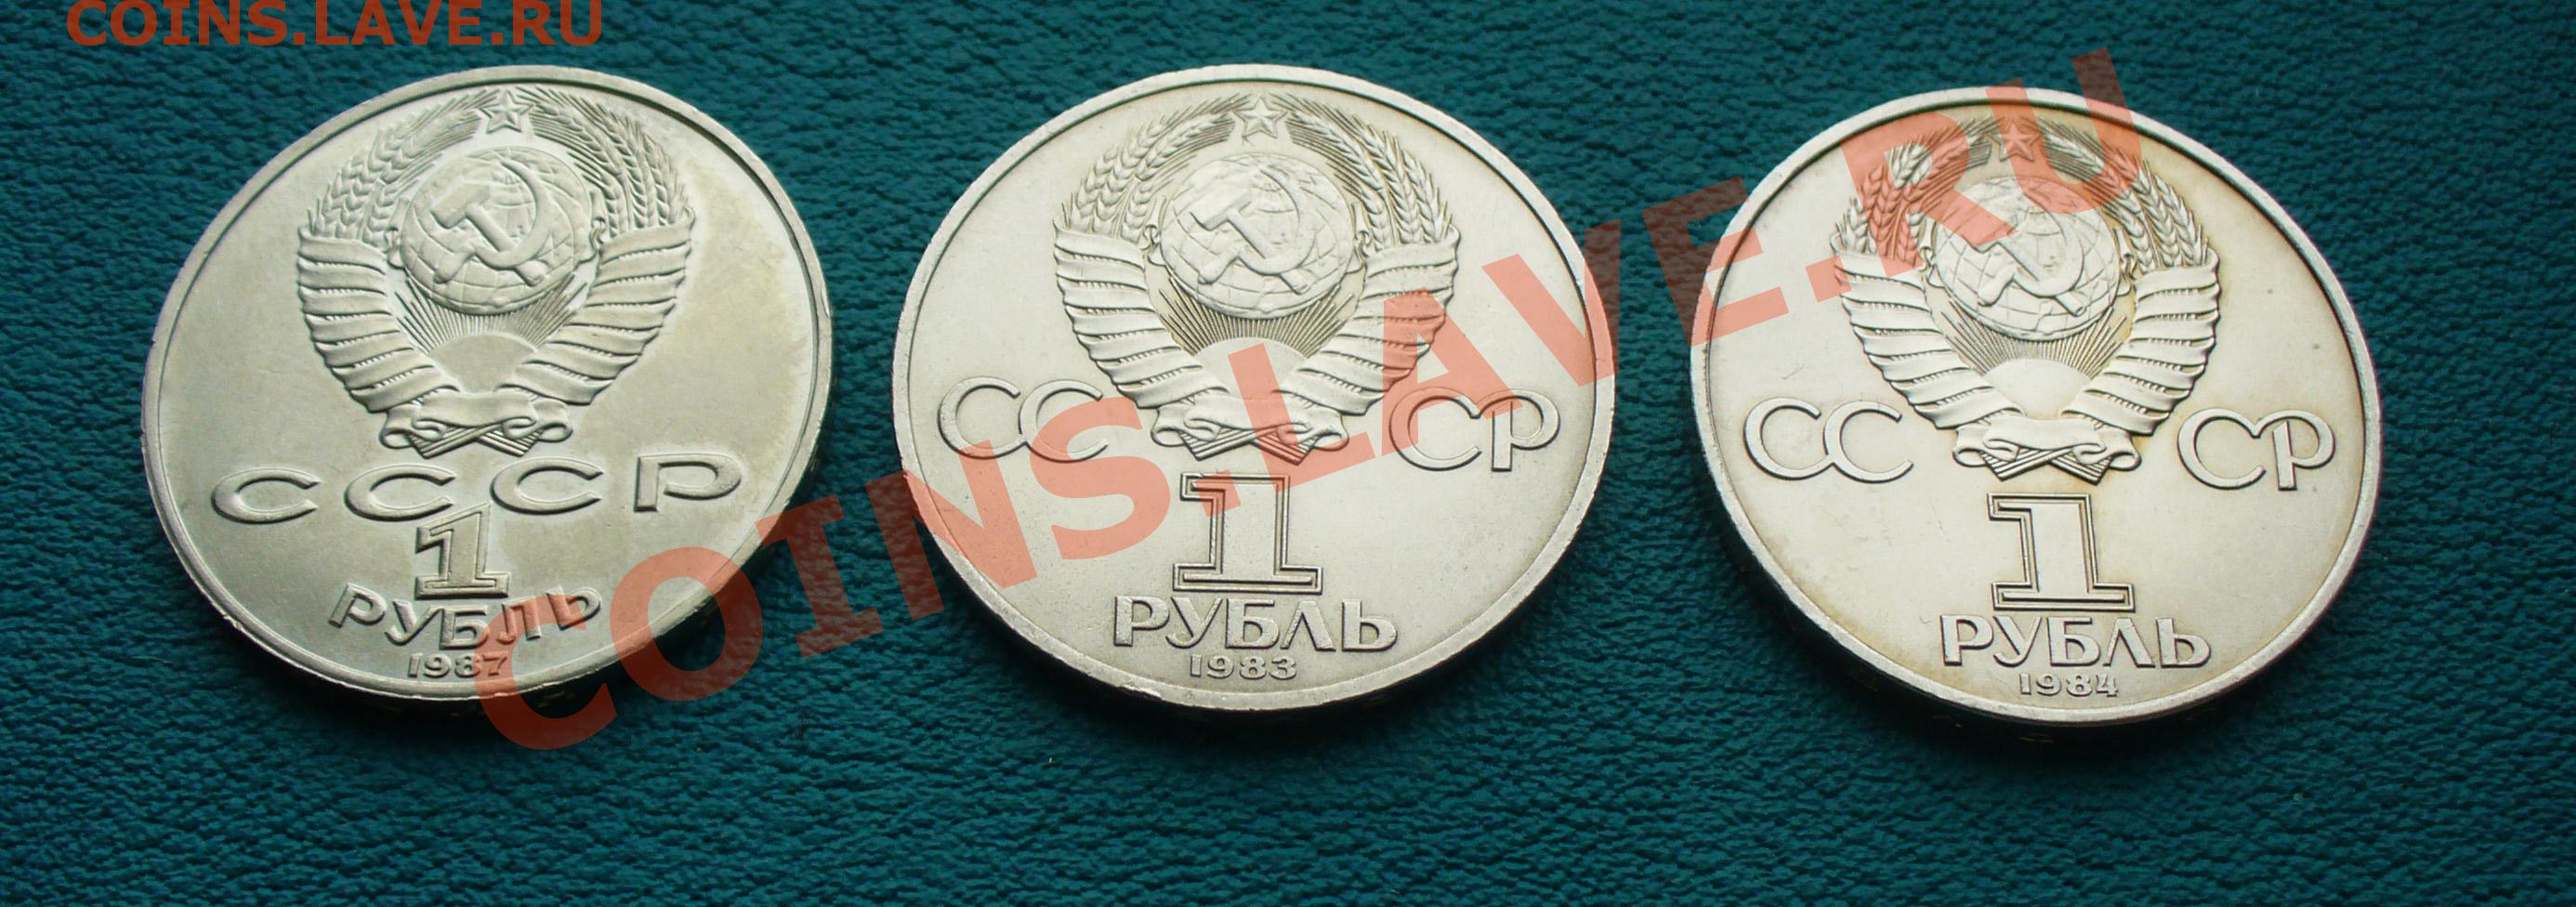 COINS.LAVE.RU
СССР
1
РУБЛЬ
1987
СС СР
1
РУБЛЬ
1983
СС СР
1
РУБЛЬ
1984
COINS.LAVE.RU